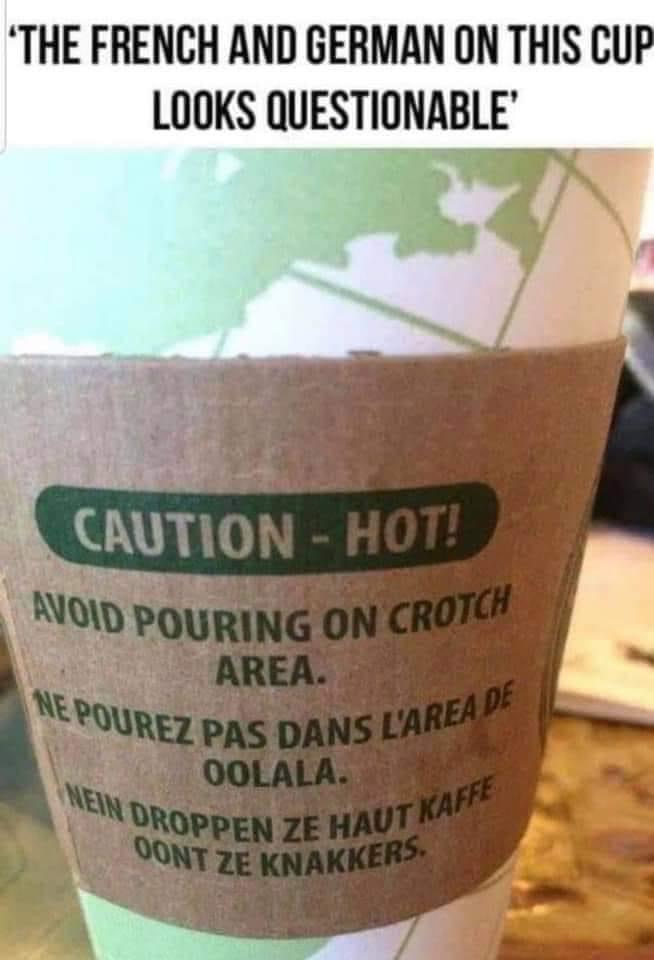 'THE FRENCH AND GERMAN ON THIS CUP
LOOKS QUESTIONABLE'
CAUTION - HOT!
AVOID POURING ON CROTCH
AREA.
NE POUREZ PAS DANS L'AREA DE
OOLALA.
NEIN DROPPEN ZE HAUT KAFFE
OONT ZE KNAKKERS.